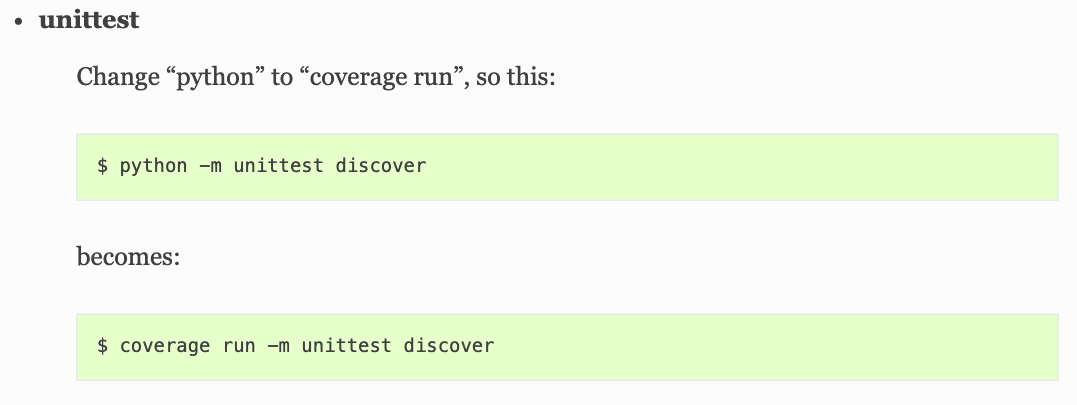 • unittest
Change “python” to “coverage run”, so this:
$ python -m unittest discover
becomes:
$ coverage run -m unittest discover